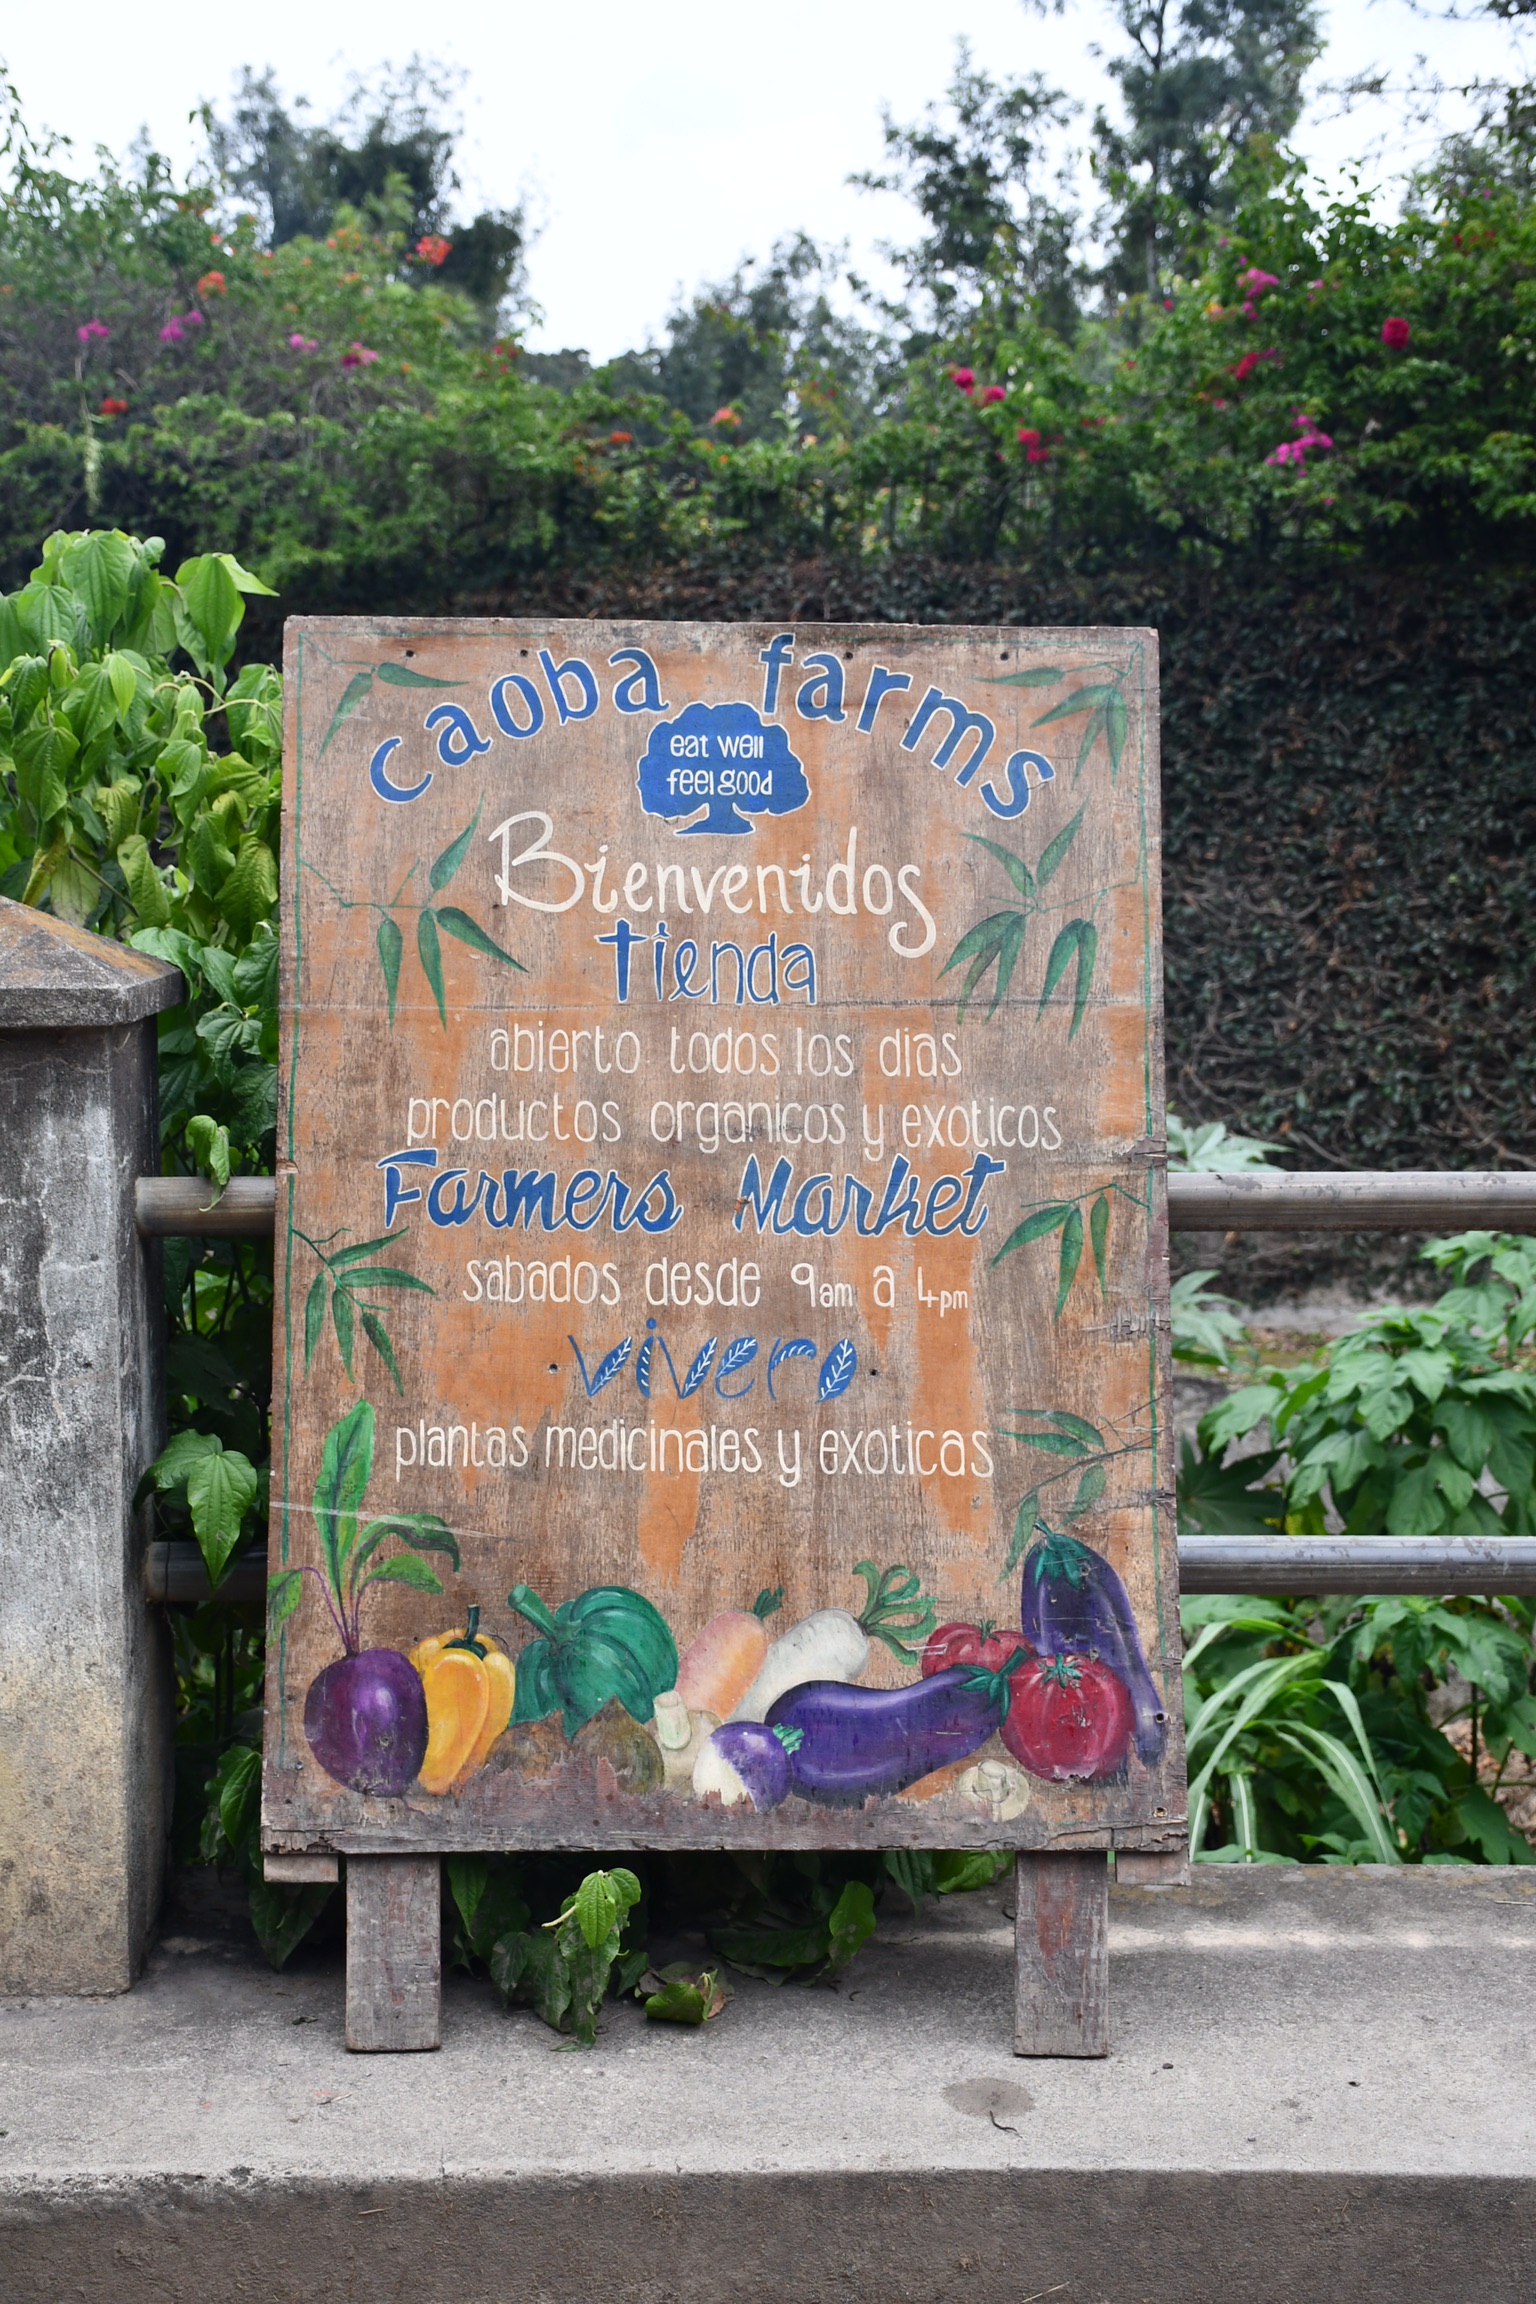 caoba farms
eat well
feel good
Bienvenidos
tienda
abierto todos los dias
productos organicos y exoticos
Farmers Market
sabados desde 9am a 4pm
vivero
plantas medicinales y exoticas